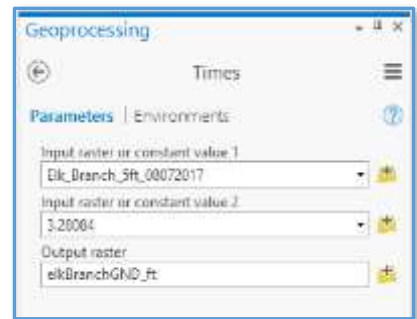 Geoprocessing
Times
Parameters | Environments
Input raster or constant value 1
Elk_Branch_5ft_08072017
Input raster or constant value 2
3.28084
Output raster
elkBranchGND_ft